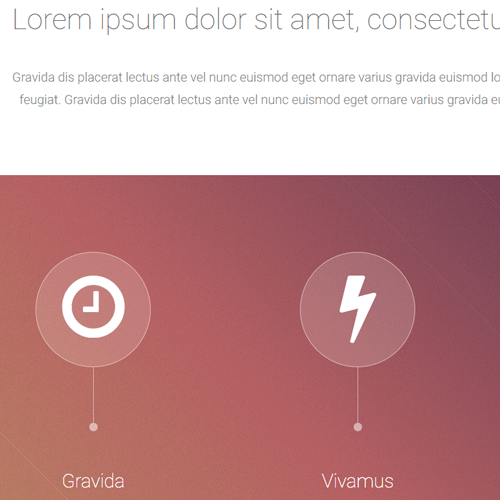 Lorem ipsum dolor sit amet, consectetu
Gravida dis placerat lectus ante vel nunc euismod eget ornare varius gravida euismod lo
feugiat. Gravida dis placerat lectus ante vel nunc euismod eget ornare varius gravida eu
Gravida
Vivamus